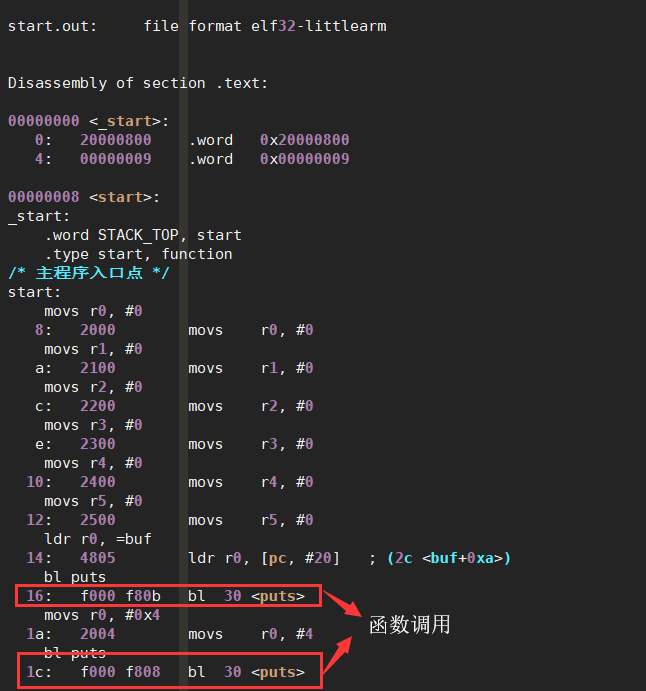 start.out:     file format elf32-littlearm
Disassembly of section .text:
00000000 <_start>:
   0:   20000800    .word   0x20000800
   4:   00000009    .word   0x00000009
00000008 <start>:
_start:
    .word STACK_TOP, start
    .type start, function
/* 主程序入口点 */
start:
    movs r0, #0
   8:   2000        movs    r0, #0
    movs r1, #0
   a:   2100        movs    r1, #0
    movs r2, #0
   c:   2200        movs    r2, #0
    movs r3, #0
   e:   2300        movs    r3, #0
    movs r4, #0
  10:   2400        movs    r4, #0
    movs r5, #0
  12:   2500        movs    r5, #0
    ldr r0, =buf
  14:   4805        ldr r0, [pc, #20]   ; (2c <buf+0xa>)
    bl puts
  16:   f000 f80b   bl  30 <puts>
    movs r0, #0x4
函数调用
  1a:   2004        movs    r0, #4
    bl puts
  1c:   f000 f808   bl  30 <puts>